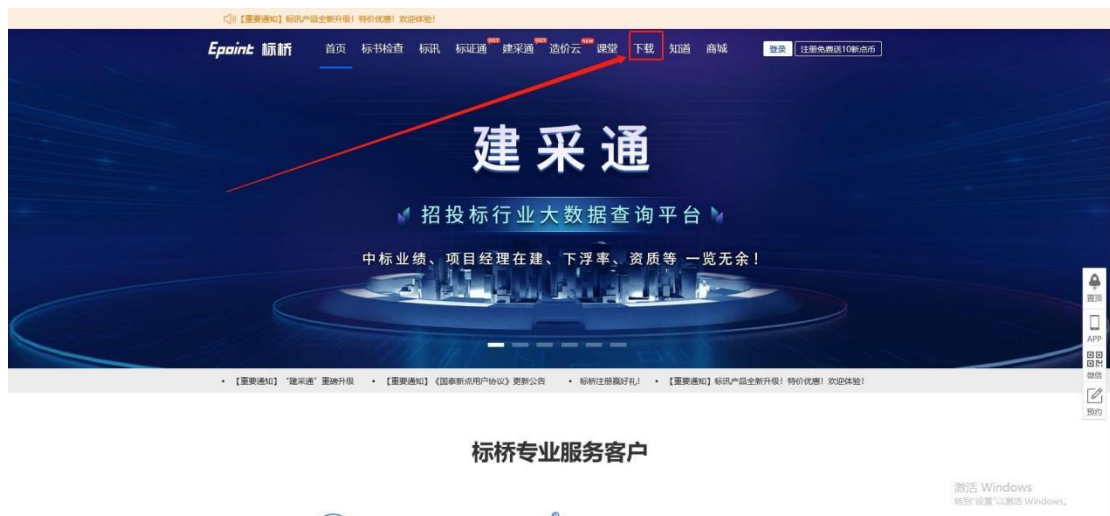 【重要通知】标讯产品全新升级！特价优惠！欢迎体验！
Epoint 标桥 首页 标书检查 标讯 标证通 HOT 建采通 HOT 造价云 NEW 课堂 下载 知道 商城 登录 注册免费送10新点币
建采通
招投标行业大数据查询平台
中标业绩、项目经理在建、下浮率、资质等 一览无余！
置顶
APP
微信
预约
• 【重要通知】“建采通”重磅升级 • 【重要通知】《国泰新点用户协议》更新公告 • 标桥注册赢好礼！ • 【重要通知】标讯产品全新升级！特价优惠！欢迎体验！
标桥专业服务客户
激活 Windows
转到"设置"以激活 Windows。